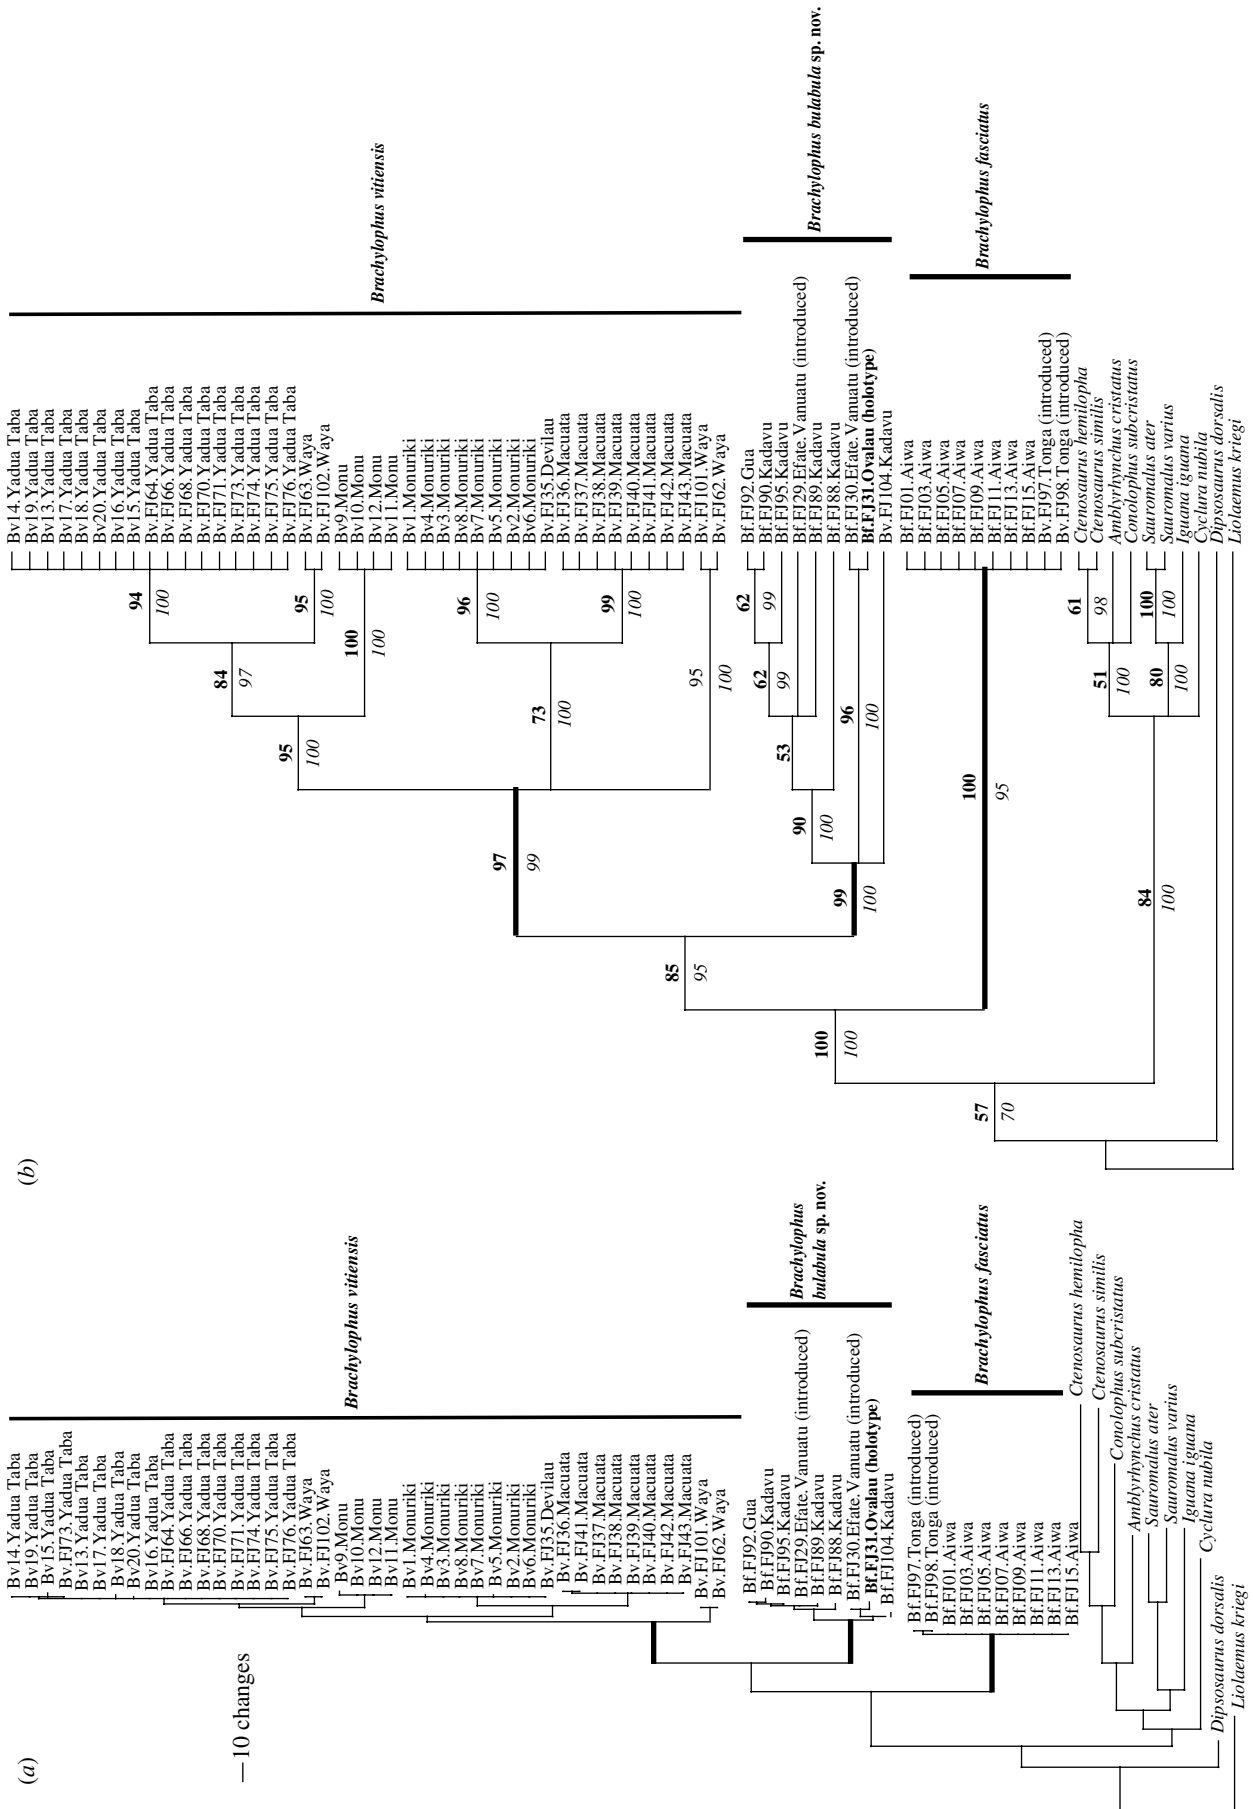 (a)
10 changes
Bv14.Yadua Taba
Bv19.Yadua Taba
Bv15.Yadua Taba
Bv.FJ73.Yadua Taba
Bv13.Yadua Taba
Bv17.Yadua Taba
Bv18.Yadua Taba
Bv20.Yadua Taba
Bv16.Yadua Taba
Bv.FJ64.Yadua Taba
Bv.FJ66.Yadua Taba
Bv.FJ68.Yadua Taba
Bv.FJ70.Yadua Taba
Bv.FJ71.Yadua Taba
Bv.FJ74.Yadua Taba
Bv.FJ75.Yadua Taba
Bv.FJ76.Yadua Taba
Bv.FJ63.Waya
Bv.FJ102.Waya
Bv9.Monu
Bv10.Monu
Bv12.Monu
Bv11.Monu
Bv1.Monuriki
Bv4.Monuriki
Bv3.Monuriki
Bv8.Monuriki
Bv7.Monuriki
Bv5.Monuriki
Bv2.Monuriki
Bv6.Monuriki
Bv.FJ35.Devilau
Bv.FJ36.Macuata
Bv.FJ41.Macuata
Bv.FJ37.Macuata
Bv.FJ38.Macuata
Bv.FJ39.Macuata
Bv.FJ40.Macuata
Bv.FJ42.Macuata
Bv.FJ43.Macuata
Bv.FJ101.Waya
Bv.FJ62.Waya
Brachylophus vitiensis
Bf.FJ92.Gua
Bf.FJ90.Kadavu
Bf.FJ95.Kadavu
Bf.FJ29.Efate.Vanuatu (introduced)
Bf.FJ89.Kadavu
Bf.FJ88.Kadavu
Bf.FJ30.Efate.Vanuatu (introduced)
Bf.FJ31.Ovalau (holotype)
Bv.FJ104.Kadavu
Brachylophus
bulabula sp. nov.
Bf.FJ97.Tonga (introduced)
Bf.FJ98.Tonga (introduced)
Bf.FJ01.Aiwa
Bf.FJ03.Aiwa
Bf.FJ05.Aiwa
Bf.FJ07.Aiwa
Bf.FJ09.Aiwa
Bf.FJ11.Aiwa
Bf.FJ13.Aiwa
Bf.FJ15.Aiwa
Brachylophus fasciatus
Ctenosaurus hemilopha
Ctenosaurus similis
Conolophus subcristatus
Amblyrhynchus cristatus
Sauromalus ater
Sauromalus varius
Iguana iguana
Cyclura nubila
Dipsosaurus dorsalis
Liolaemus kriegi
(b)
Bv14.Yadua Taba
Bv19.Yadua Taba
Bv13.Yadua Taba
Bv17.Yadua Taba
Bv18.Yadua Taba
Bv20.Yadua Taba
Bv16.Yadua Taba
Bv15.Yadua Taba
Bv.FJ64.Yadua Taba
Bv.FJ66.Yadua Taba
Bv.FJ68.Yadua Taba
Bv.FJ70.Yadua Taba
Bv.FJ71.Yadua Taba
Bv.FJ73.Yadua Taba
Bv.FJ74.Yadua Taba
Bv.FJ75.Yadua Taba
Bv.FJ76.Yadua Taba
Bv.FJ63.Waya
Bv.FJ102.Waya
Bv9.Monu
Bv10.Monu
Bv12.Monu
Bv11.Monu
Bv1.Monuriki
Bv4.Monuriki
Bv3.Monuriki
Bv8.Monuriki
Bv7.Monuriki
Bv5.Monuriki
Bv2.Monuriki
Bv6.Monuriki
Bv.FJ35.Devilau
Bv.FJ36.Macuata
Bv.FJ37.Macuata
Bv.FJ38.Macuata
Bv.FJ39.Macuata
Bv.FJ40.Macuata
Bv.FJ41.Macuata
Bv.FJ42.Macuata
Bv.FJ43.Macuata
Bv.FJ101.Waya
Bv.FJ62.Waya
Brachylophus vitiensis
Bf.FJ92.Gua
Bf.FJ90.Kadavu
Bf.FJ95.Kadavu
Bf.FJ29.Efate.Vanuatu (introduced)
Bf.FJ89.Kadavu
Bf.FJ88.Kadavu
Bf.FJ30.Efate.Vanuatu (introduced)
Bf.FJ31.Ovalau (holotype)
Bv.FJ104.Kadavu
Brachylophus bulabula sp. nov.
Bf.FJ01.Aiwa
Bf.FJ03.Aiwa
Bf.FJ05.Aiwa
Bf.FJ07.Aiwa
Bf.FJ09.Aiwa
Bf.FJ11.Aiwa
Bf.FJ13.Aiwa
Bf.FJ15.Aiwa
Bv.FJ97.Tonga (introduced)
Bv.FJ98.Tonga (introduced)
Brachylophus fasciatus
Ctenosaurus hemilopha
Ctenosaurus similis
Amblyrhynchus cristatus
Conolophus subcristatus
Sauromalus ater
Sauromalus varius
Iguana iguana
Cyclura nubila
Dipsosaurus dorsalis
Liolaemus kriegi
94
100
84
97
95
100
100
100
95
100
96
100
99
100
73
100
95
100
97
99
62
99
62
99
53
90
100
96
100
99
100
85
95
100
95
100
100
61
98
51
100
100
100
80
100
84
100
57
70